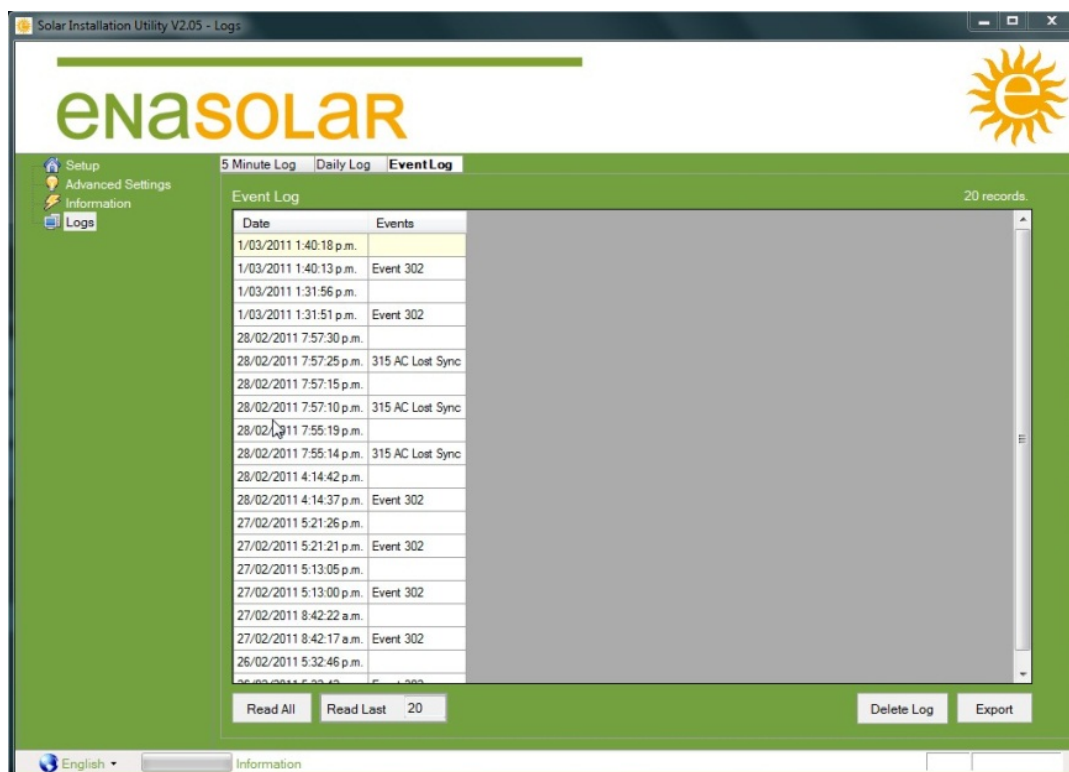 Solar Installation Utility V2.05 - Logs
eNaSOLaR
Setup
Advanced Settings
Information
Logs
5 Minute Log Daily Log EventLog
Event Log 20 records.
Date Events
1/03/2011 1:40:18 p.m.
1/03/2011 1:40:13 p.m. Event 302
1/03/2011 1:31:56 p.m.
1/03/2011 1:31:51 p.m. Event 302
28/02/2011 7:57:30 p.m.
28/02/2011 7:57:25 p.m. 315 AC Lost Sync
28/02/2011 7:57:15 p.m.
28/02/2011 7:57:10 p.m. 315 AC Lost Sync
7:55:19 p.m.
28/02/2011 7:55:14 p.m. 315 AC Lost Sync
28/02/2011 4:14:42 p.m.
28/02/2011 4:14:37 p.m. Event 302
27/02/2011 5:21:26 p.m.
27/02/2011 5:21:21 p.m. Event 302
27/02/2011 5:13:05 p.m.
27/02/2011 5:13:00 p.m. Event 302
27/02/2011 8:42:22 a.m.
27/02/2011 8:42:17 a.m. Event 302
26/02/2011 5:32:46 p.m.
Read All Read Last 20 Delete Log Export
English Information